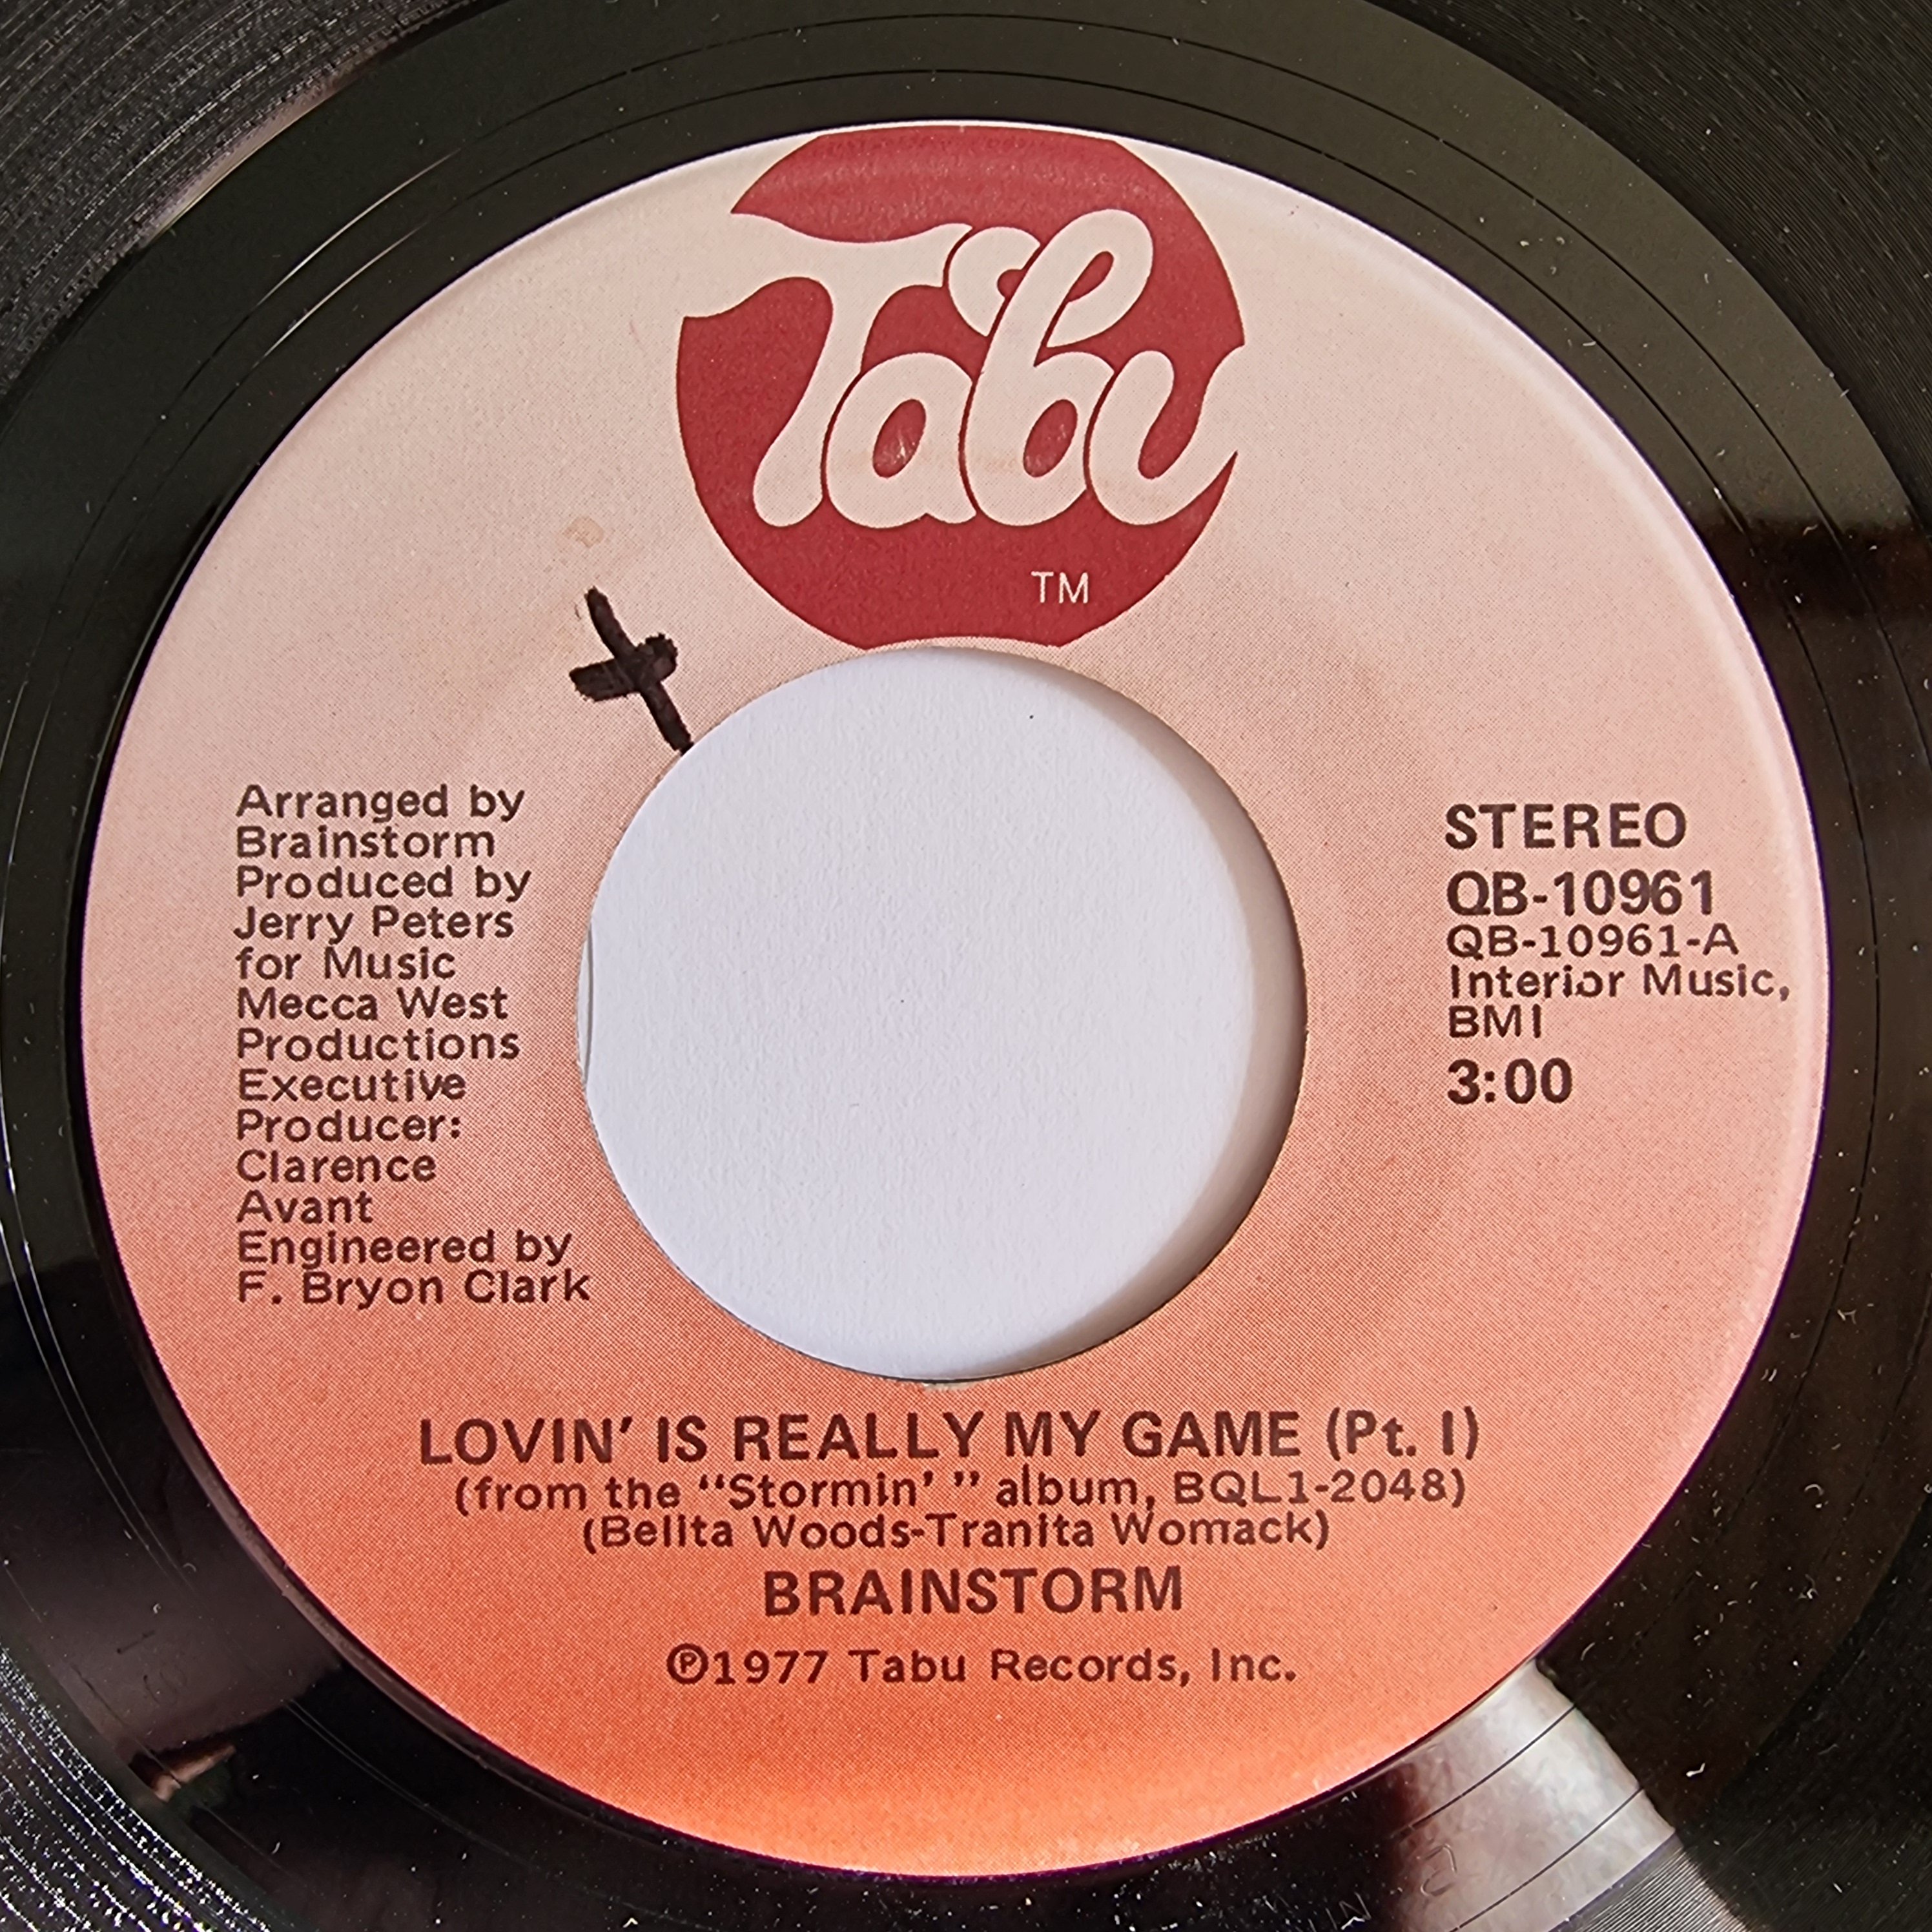 Tabu
TM
Arranged by
Brainstorm
Produced by
Jerry Peters
for Music
Mecca West
Productions
Executive
Producer:
Clarence
Avant
Engineered by
F. Bryon Clark
STEREO
QB-10961
QB-10961-A
Interior Music,
BMI
3:00
LOVIN' IS REALLY MY GAME (Pt. I)
(from the “Stormin' ” album, BQL1-2048)
(Belita Woods-Tranita Womack)
BRAINSTORM
℗1977 Tabu Records, Inc.